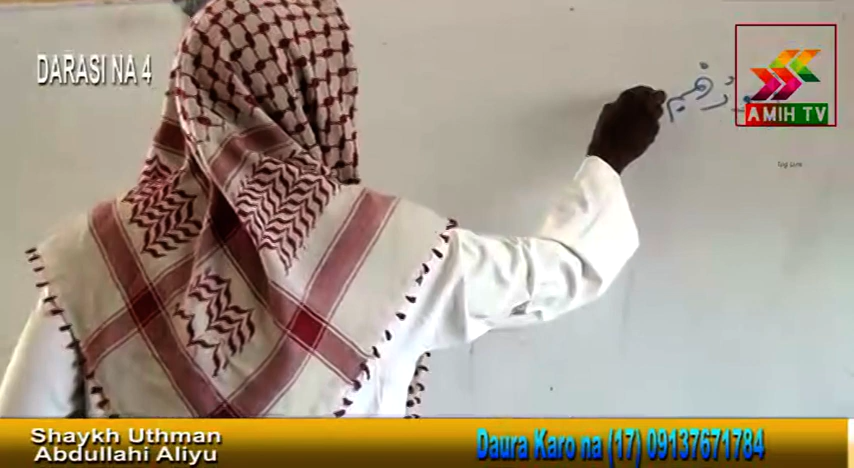 DARASI NA 4
AMIH TV
Shaykh Uthman
Abdullahi Aliyu
Daura Karo na (17) 09137671784